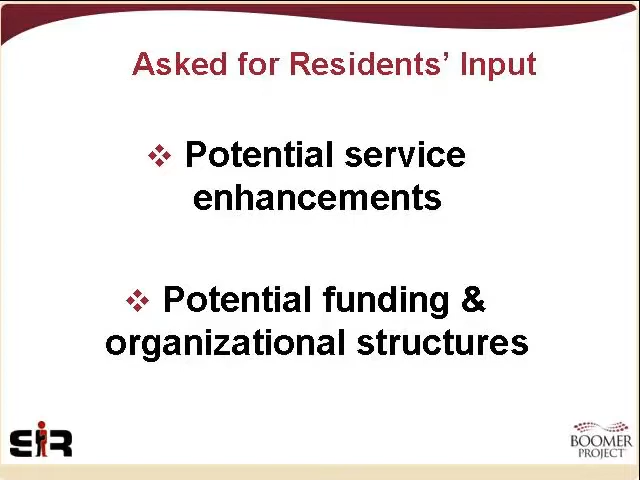 Asked for Residents’ Input
❖ Potential service
enhancements
❖ Potential funding &
organizational structures
SIR
BOOMER
PROJECT